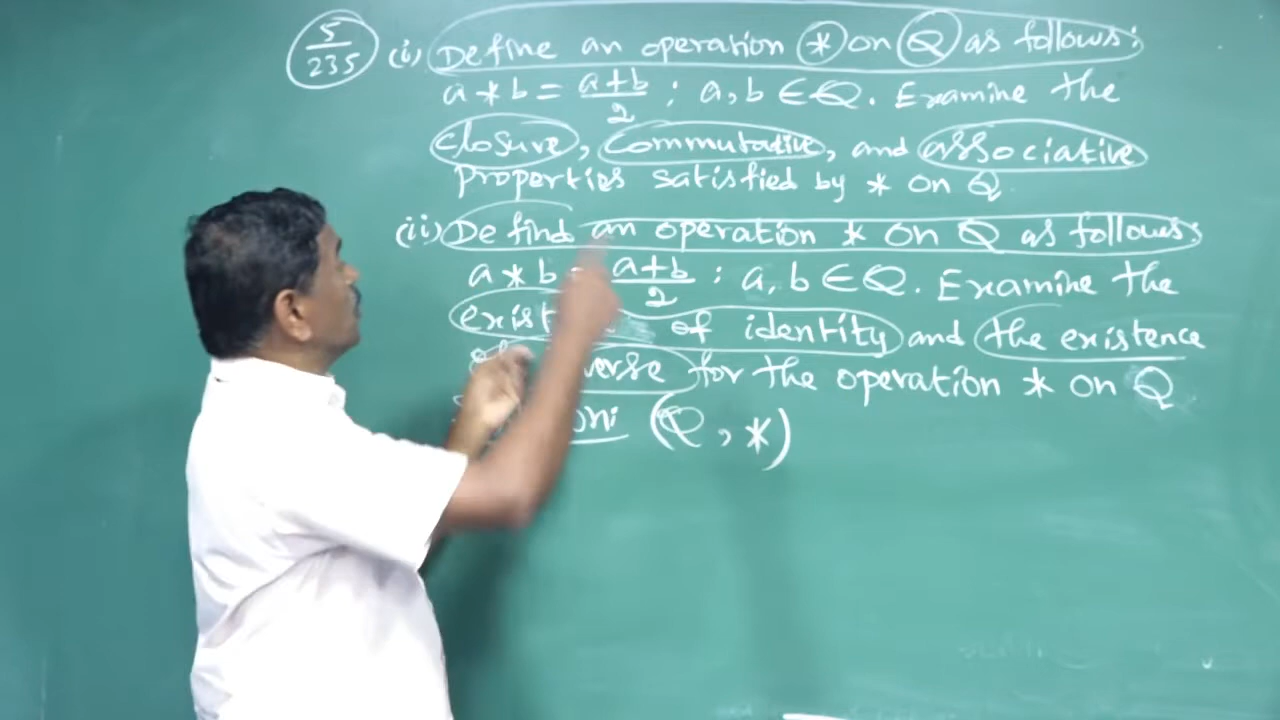 5/235 (i) Define an operation * on Q as follows:
a * b = a+b/2 ; a, b ∈ Q. Examine the
closure, commutative, and associative
properties satisfied by * on Q.
(ii) Defind an operation * on Q as follows:
a * b = a+b/2 : a, b ∈ Q. Examine the
of identity and the existence
for the operation * on Q
(Q, *)